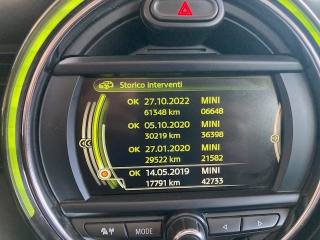 Storico interventi
OK 27.10.2022 MINI
61348 km 06648
OK 05.10.2020 MINI
30219 km 36398
OK 27.01.2020 MINI
29522 km 21582
OK 14.05.2019 MINI
17791 km 42733
MODE